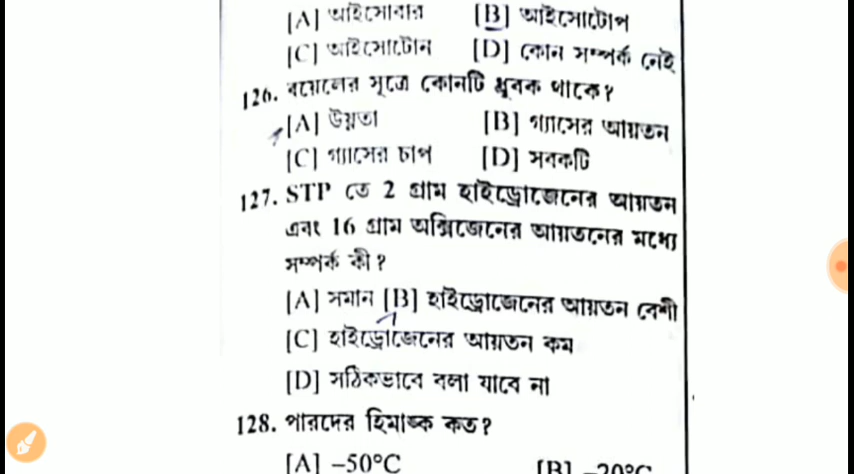 [A] আইসোবার [B] আইসোটোপ
[C] আইসোটোন [D] কোন সম্পর্ক নেই
126. বয়েলের সূত্রে কোনটি ধ্রুবক থাকে?
[A] উষ্ণতা [B] গ্যাসের আয়তন
[C] গ্যাসের চাপ [D] সবকটি
127. STP তে 2 গ্রাম হাইড্রোজেনের আয়তন
এবং 16 গ্রাম অক্সিজেনের আয়তনের মধ্যে
সম্পর্ক কী?
[A] সমান [B] হাইড্রোজেনের আয়তন বেশী
[C] হাইড্রোজেনের আয়তন কম
[D] সঠিকভাবে বলা যাবে না
128. পারদের হিমাঙ্ক কত?
[A] –50°C [B] –20°C